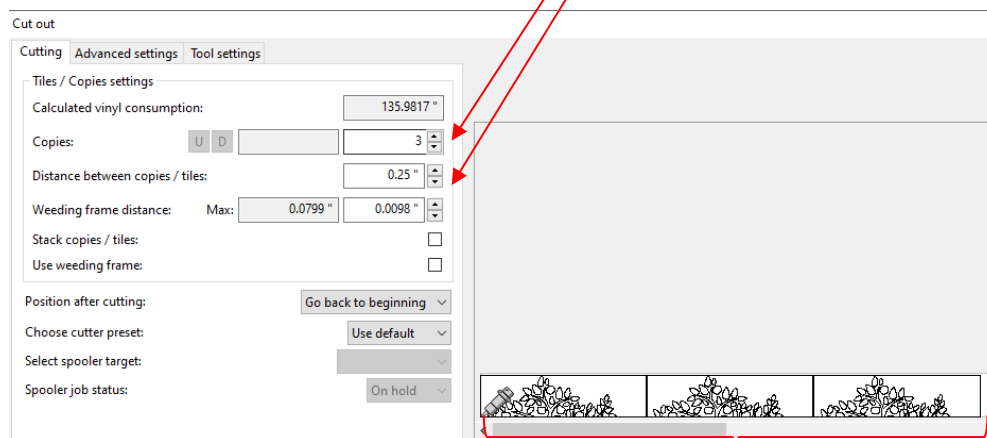 Cut out
Cutting Advanced settings Tool settings
Tiles / Copies settings
Calculated vinyl consumption: 135.9817 "
Copies: U D 3
Distance between copies / tiles: 0.25 "
Weeding frame distance: Max: 0.0799 " 0.0098 "
Stack copies / tiles:
Use weeding frame:
Position after cutting: Go back to beginning
Choose cutter preset: Use default
Select spooler target:
Spooler job status: On hold